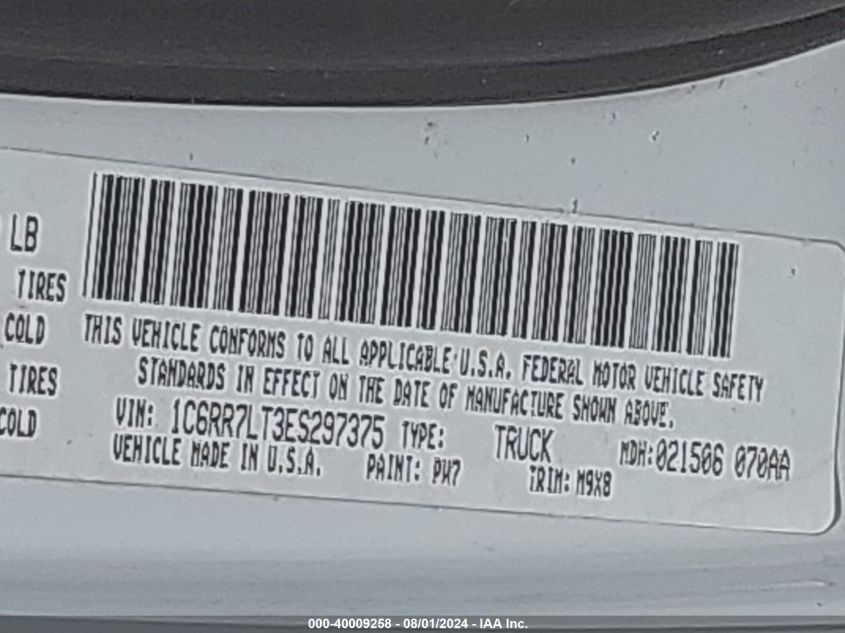 LB
TIRES
COLD
TIRES
COLD
THIS VEHICLE CONFORMS TO ALL APPLICABLE U.S.A. FEDERAL MOTOR VEHICLE SAFETY
STANDARDS IN EFFECT ON THE DATE OF MANUFACTURE SHOWN ABOVE.
VIN: 1C6RR7LT3ES297375 TYPE: TRUCK MDH:021506 070AA
VEHICLE MADE IN U.S.A. PAINT: PW7 TRIM: M9X8
000-40009258 - 08/01/2024 - IAA Inc.